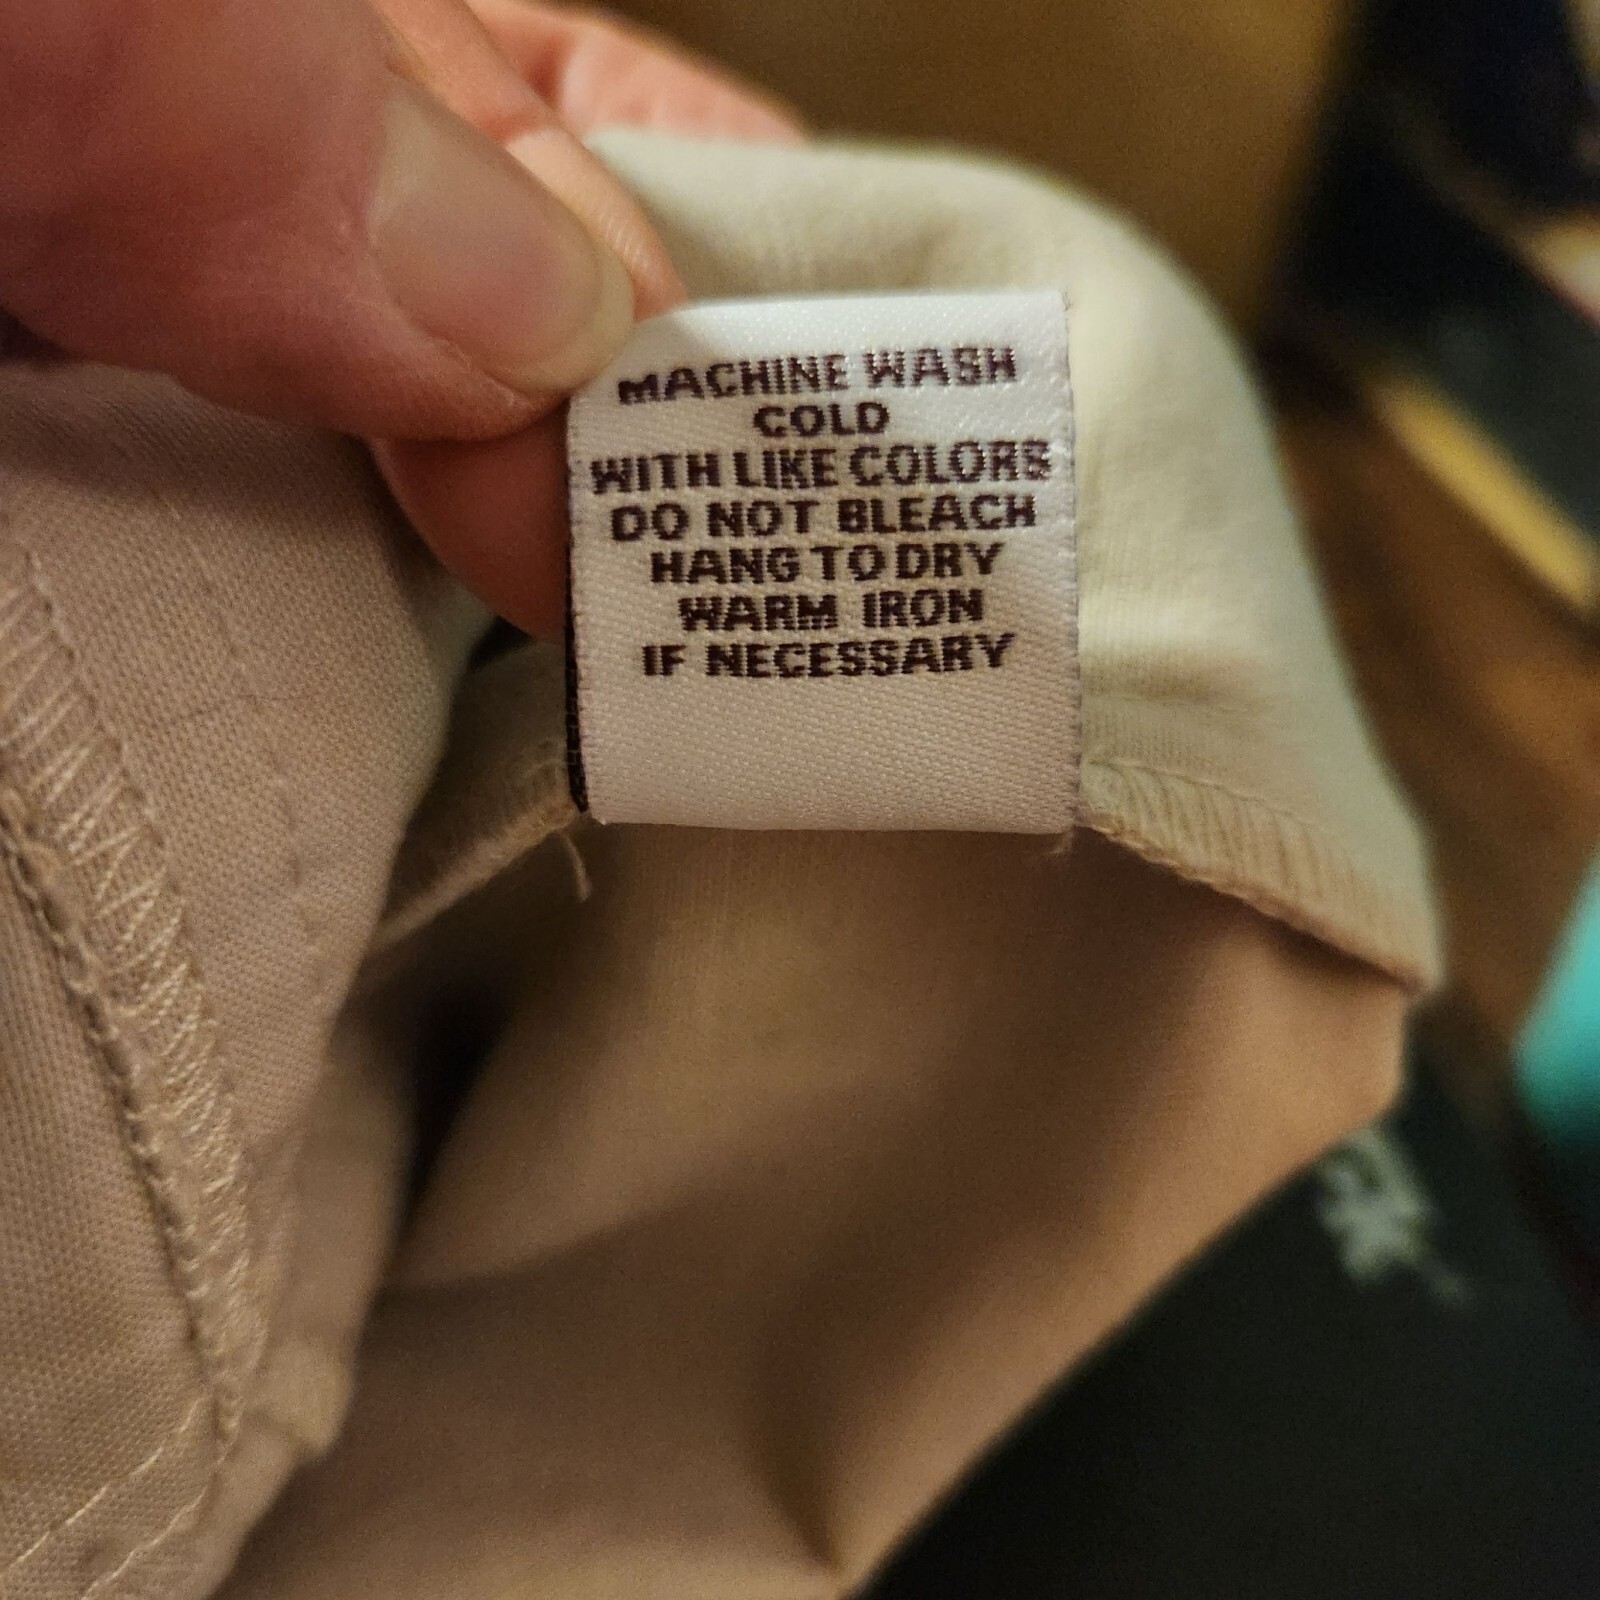 MACHINE WASH
COLD
WITH LIKE COLORS
DO NOT BLEACH
HANG TO DRY
WARM IRON
IF NECESSARY